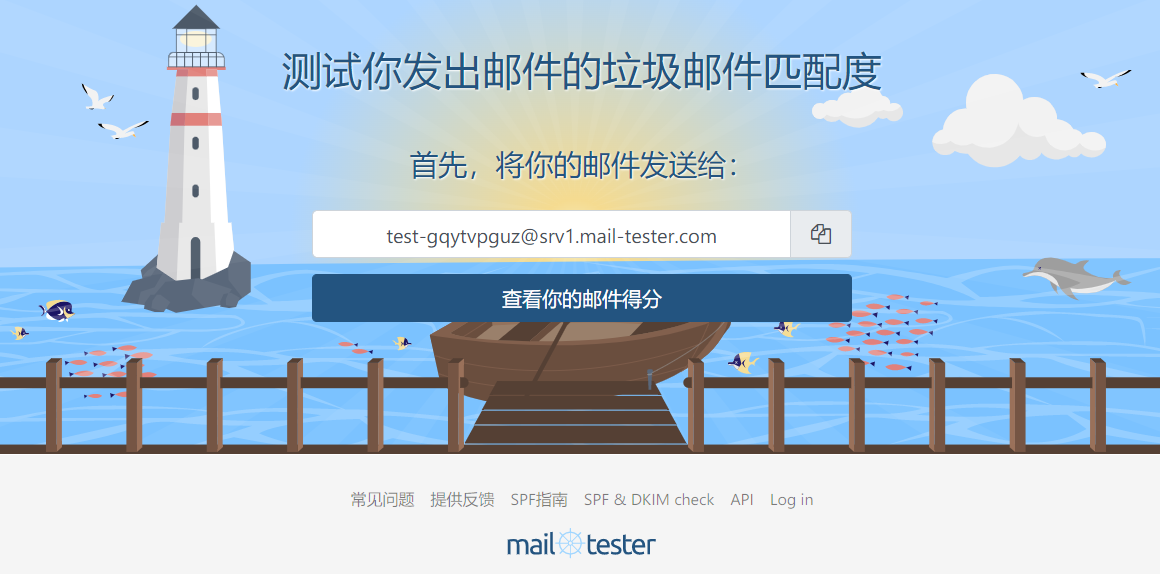 测试你发出邮件的垃圾邮件匹配度
首先，将你的邮件发送给：
test-gqytvpguz@srv1.mail-tester.com
查看你的邮件得分
常见问题 提供反馈 SPF指南 SPF & DKIM check API Log in
mail tester